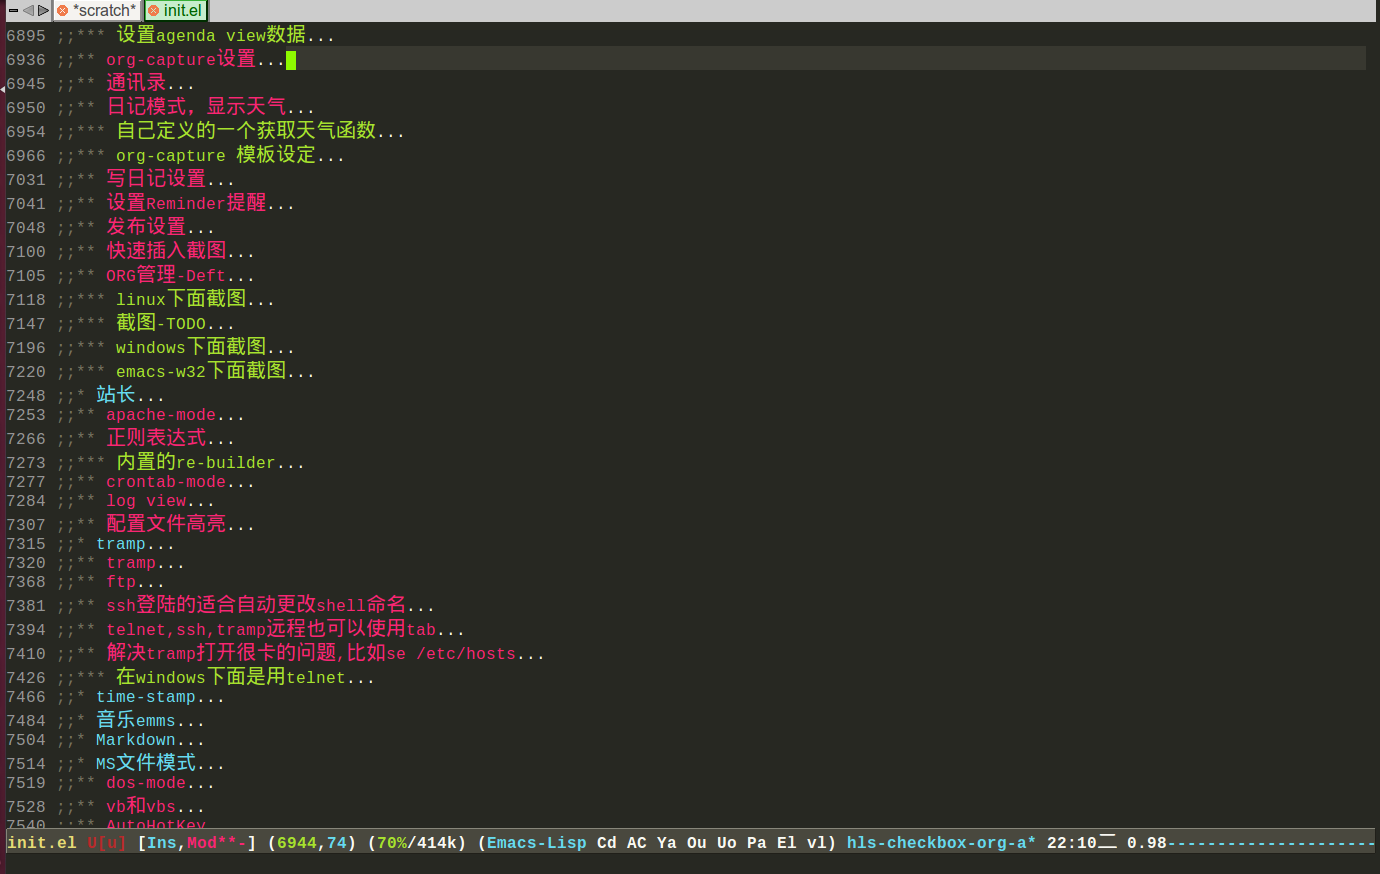 *scratch* init.el
6895 ;;*** 设置agenda view数据...
6936 ;;** org-capture设置...
6945 ;;** 通讯录...
6950 ;;** 日记模式，显示天气...
6954 ;;*** 自己定义的一个获取天气函数...
6966 ;;*** org-capture 模板设定...
7031 ;;** 写日记设置...
7041 ;;** 设置Reminder提醒...
7048 ;;** 发布设置...
7100 ;;** 快速插入截图...
7105 ;;** ORG管理-Deft...
7118 ;;*** linux下面截图...
7147 ;;*** 截图-TODO...
7196 ;;*** windows下面截图...
7220 ;;*** emacs-w32下面截图...
7248 ;;* 站长...
7253 ;;** apache-mode...
7266 ;;** 正则表达式...
7273 ;;*** 内置的re-builder...
7277 ;;** crontab-mode...
7284 ;;** log view...
7307 ;;** 配置文件高亮...
7315 ;;* tramp...
7320 ;;** tramp...
7368 ;;** ftp...
7381 ;;** ssh登陆的适合自动更改shell命名...
7394 ;;** telnet,ssh,tramp远程也可以使用tab...
7410 ;;** 解决tramp打开很卡的问题,比如se /etc/hosts...
7426 ;;*** 在windows下面是用telnet...
7466 ;;* time-stamp...
7484 ;;* 音乐emms...
7504 ;;* Markdown...
7514 ;;* MS文件模式...
7519 ;;** dos-mode...
7528 ;;** vb和vbs...
7540 ;;** AutoHotKey
init.el U[u] [Ins,Mod**-] (6944,74) (70%/414k) (Emacs-Lisp Cd AC Ya Ou Uo Pa El vl) hls-checkbox-org-a* 22:10二 0.98---------------------